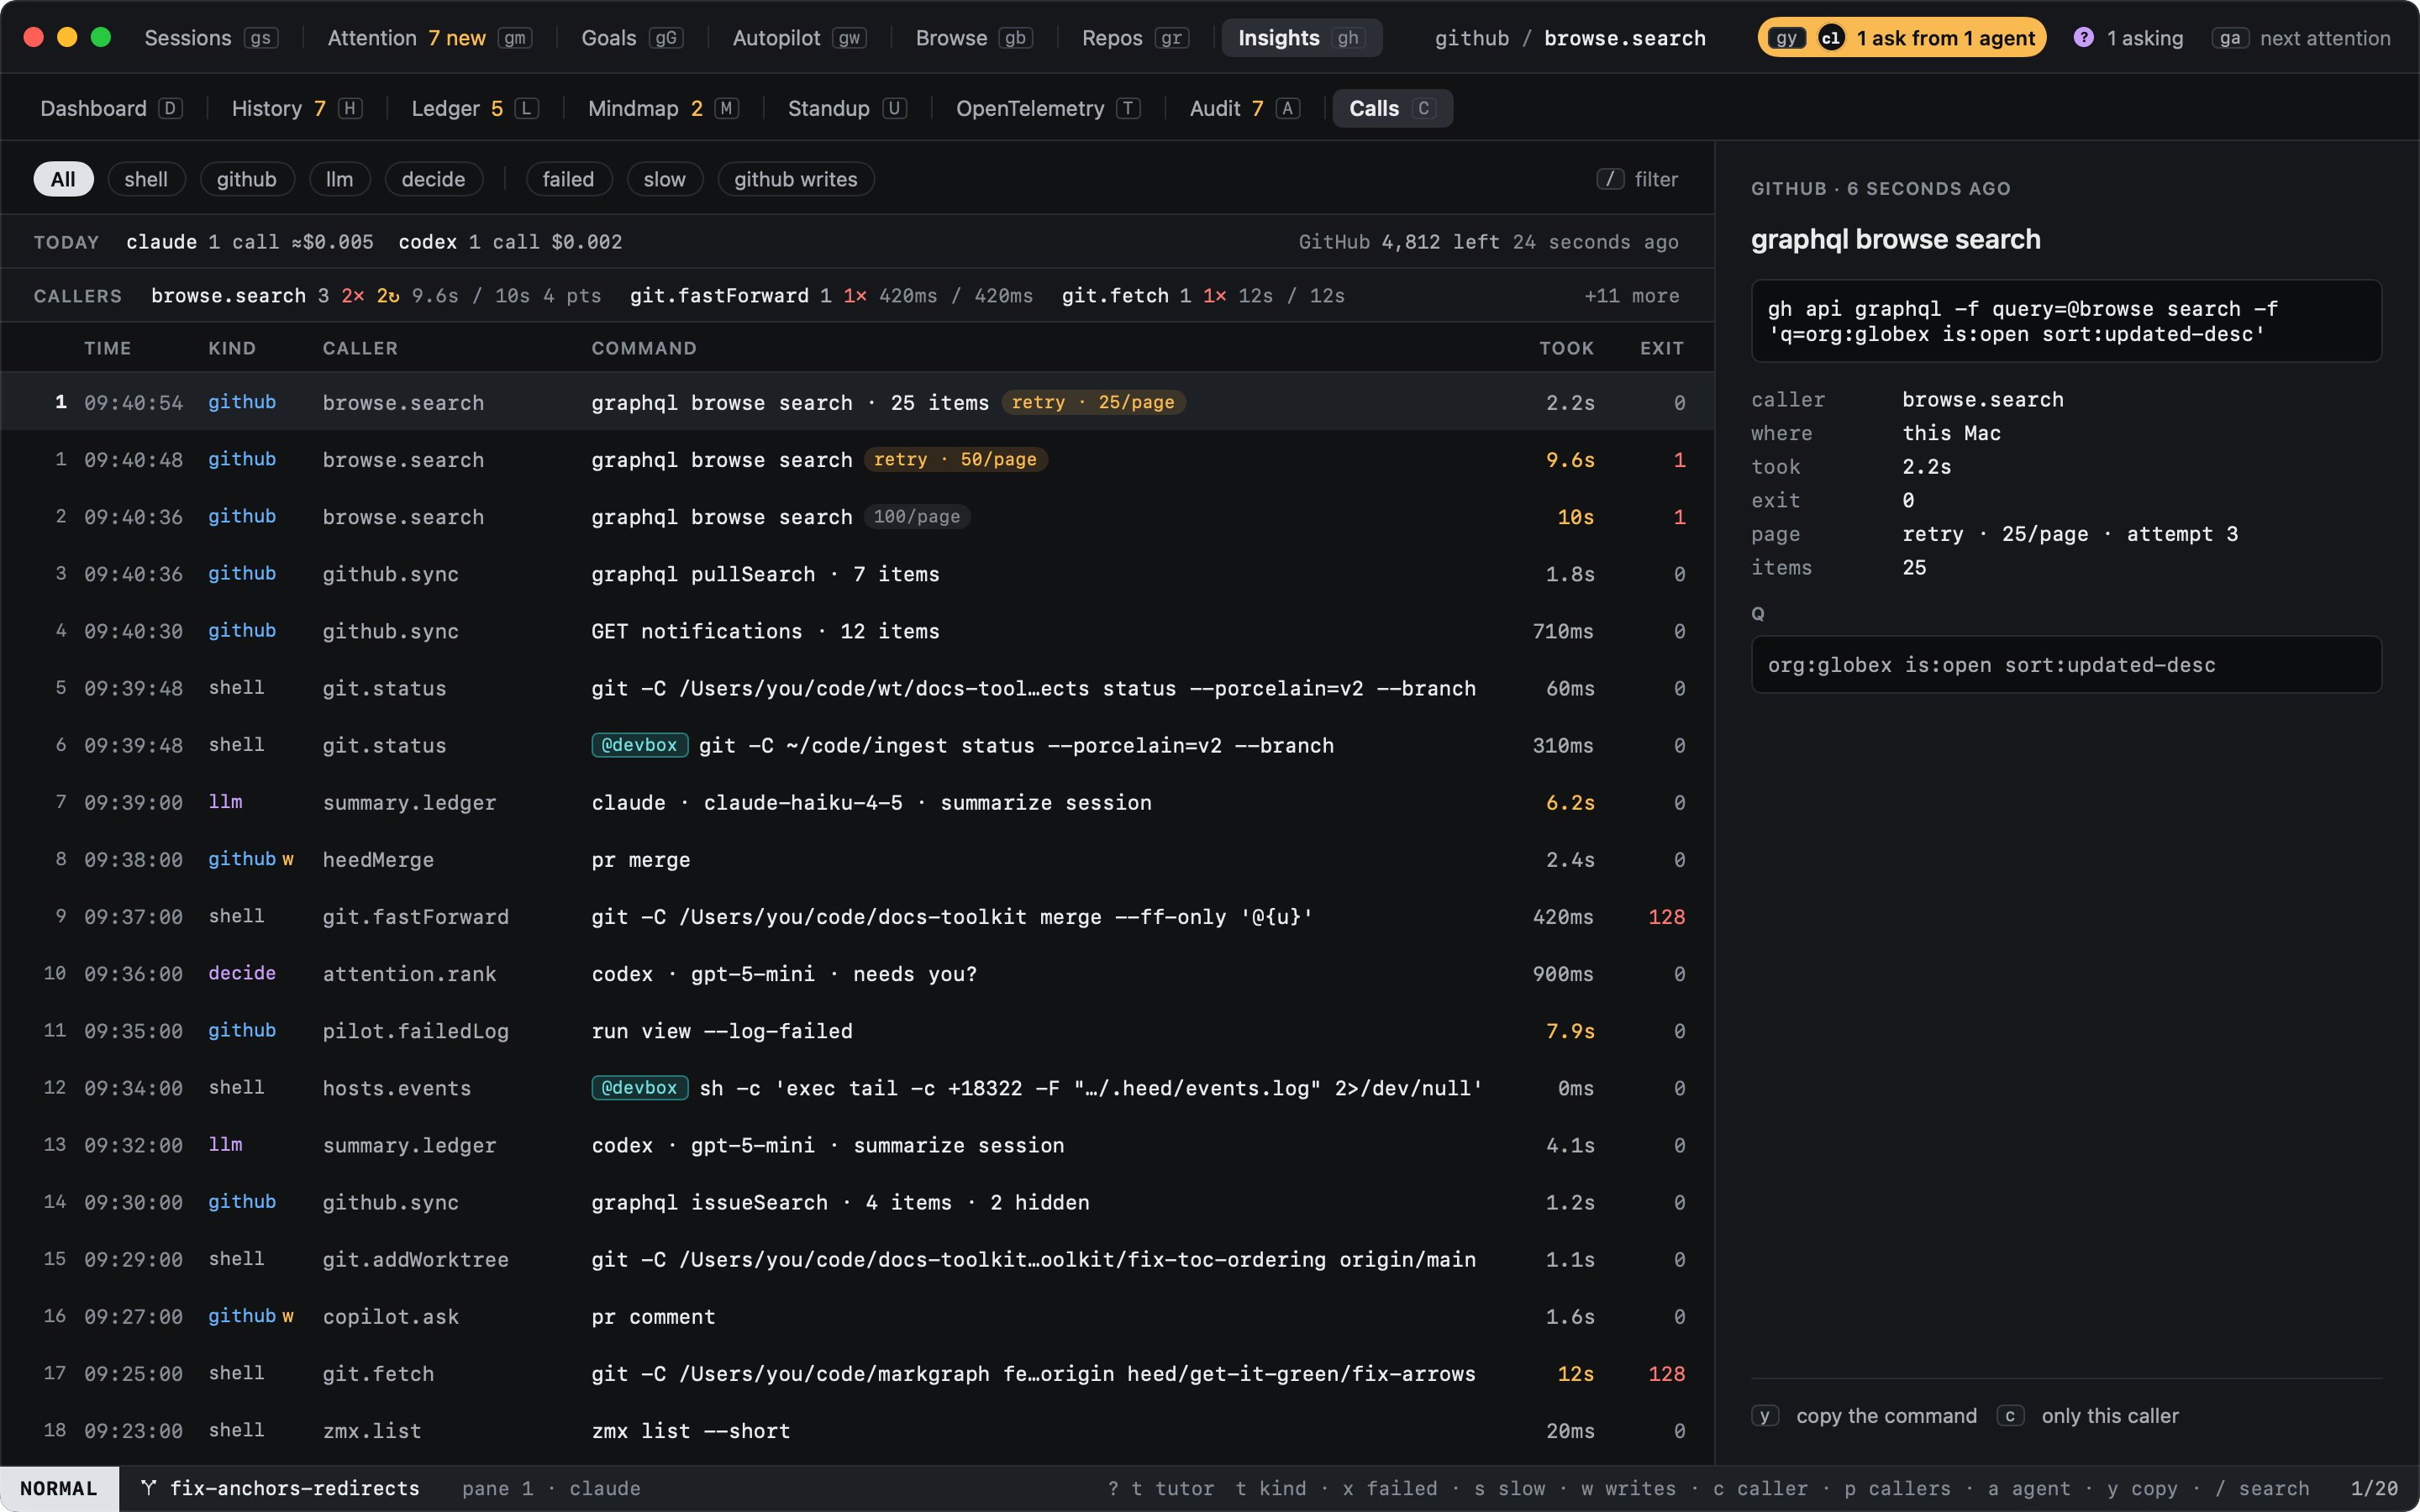 Sessions gs Attention 7 new gm Goals gG Autopilot gw Browse gb Repos gr Insights gh github / browse.search gy cl 1 ask from 1 agent ? 1 asking ga next attention
Dashboard D History 7 H Ledger 5 L Mindmap 2 M Standup U OpenTelemetry T Audit 7 A Calls C
All shell github llm decide failed slow github writes / filter
TODAY claude 1 call ≈$0.005 codex 1 call $0.002 GitHub 4,812 left 24 seconds ago
CALLERS browse.search 3 2× 2↻ 9.6s / 10s 4 pts git.fastForward 1 1× 420ms / 420ms git.fetch 1 1× 12s / 12s +11 more
TIME KIND CALLER COMMAND TOOK EXIT
1 09:40:54 github browse.search graphql browse search · 25 items retry · 25/page 2.2s 0
1 09:40:48 github browse.search graphql browse search retry · 50/page 9.6s 1
2 09:40:36 github browse.search graphql browse search 100/page 10s 1
3 09:40:36 github github.sync graphql pullSearch · 7 items 1.8s 0
4 09:40:30 github github.sync GET notifications · 12 items 710ms 0
5 09:39:48 shell git.status git -C /Users/you/code/wt/docs-tool…ects status --porcelain=v2 --branch 60ms 0
6 09:39:48 shell git.status @devbox git -C ~/code/ingest status --porcelain=v2 --branch 310ms 0
7 09:39:00 llm summary.ledger claude · claude-haiku-4-5 · summarize session 6.2s 0
8 09:38:00 github w heedMerge pr merge 2.4s 0
9 09:37:00 shell git.fastForward git -C /Users/you/code/docs-toolkit merge --ff-only '@{u}' 420ms 128
10 09:36:00 decide attention.rank codex · gpt-5-mini · needs you? 900ms 0
11 09:35:00 github pilot.failedLog run view --log-failed 7.9s 0
12 09:34:00 shell hosts.events @devbox sh -c 'exec tail -c +18322 -F "…/.heed/events.log" 2>/dev/null' 0ms 0
13 09:32:00 llm summary.ledger codex · gpt-5-mini · summarize session 4.1s 0
14 09:30:00 github github.sync graphql issueSearch · 4 items · 2 hidden 1.2s 0
15 09:29:00 shell git.addWorktree git -C /Users/you/code/docs-toolkit…oolkit/fix-toc-ordering origin/main 1.1s 0
16 09:27:00 github w copilot.ask pr comment 1.6s 0
17 09:25:00 shell git.fetch git -C /Users/you/code/markgraph fe…origin heed/get-it-green/fix-arrows 12s 128
18 09:23:00 shell zmx.list zmx list --short 20ms 0
GITHUB · 6 SECONDS AGO
graphql browse search
gh api graphql -f query=@browse search -f
'q=org:globex is:open sort:updated-desc'
caller browse.search
where this Mac
took 2.2s
exit 0
page retry · 25/page · attempt 3
items 25
Q
org:globex is:open sort:updated-desc
y copy the command c only this caller
NORMAL fix-anchors-redirects pane 1 · claude ? t tutor t kind · x failed · s slow · w writes · c caller · p callers · a agent · y copy · / search 1/20